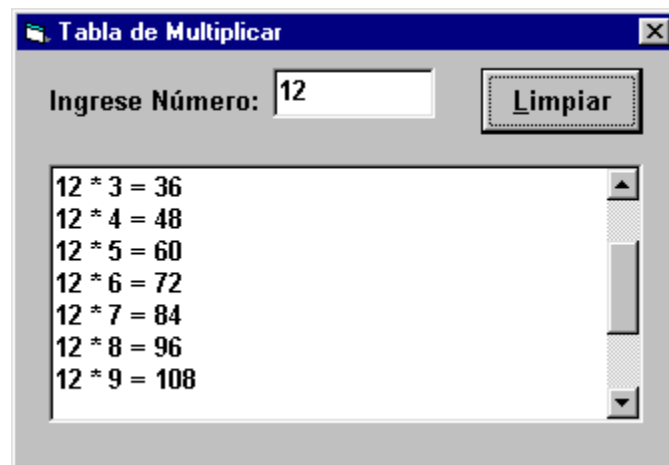 Tabla de Multiplicar
Ingrese Número: 12 Limpiar
12 * 3 = 36
12 * 4 = 48
12 * 5 = 60
12 * 6 = 72
12 * 7 = 84
12 * 8 = 96
12 * 9 = 108